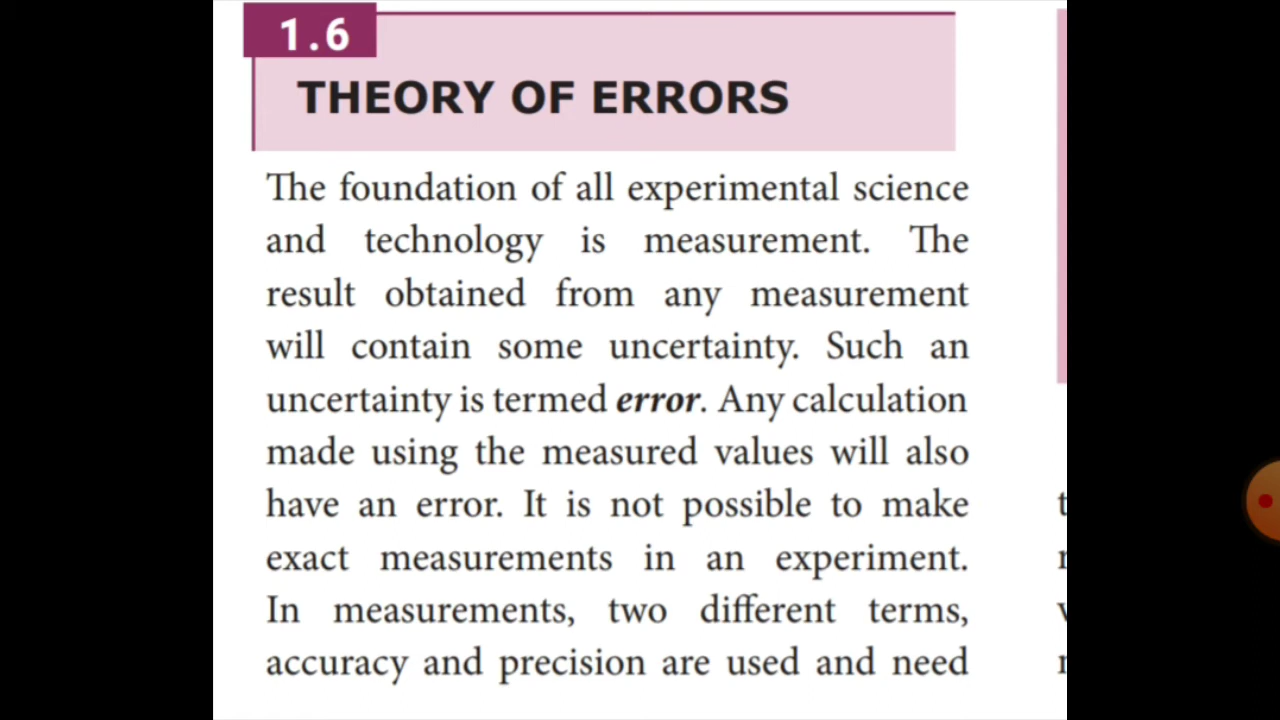 1.6
THEORY OF ERRORS
The foundation of all experimental science
and technology is measurement. The
result obtained from any measurement
will contain some uncertainty. Such an
uncertainty is termed error. Any calculation
made using the measured values will also
have an error. It is not possible to make
exact measurements in an experiment.
In measurements, two different terms,
accuracy and precision are used and need